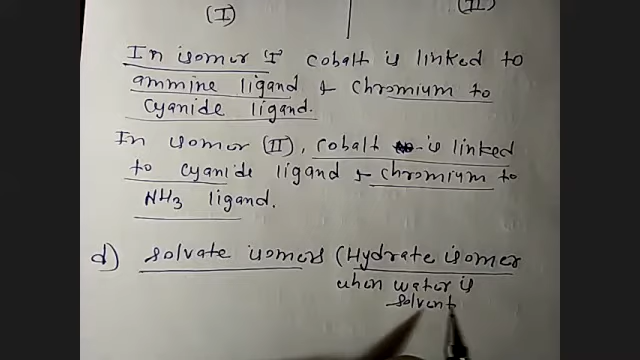 (I) (II)
In isomer I cobalt is linked to
ammine ligand & chromium to
cyanide ligand.
In isomer (II), cobalt is linked
to cyanide ligand & chromium to
NH3 ligand.
d) Solvate isomers (Hydrate isomer
when water is
solvent